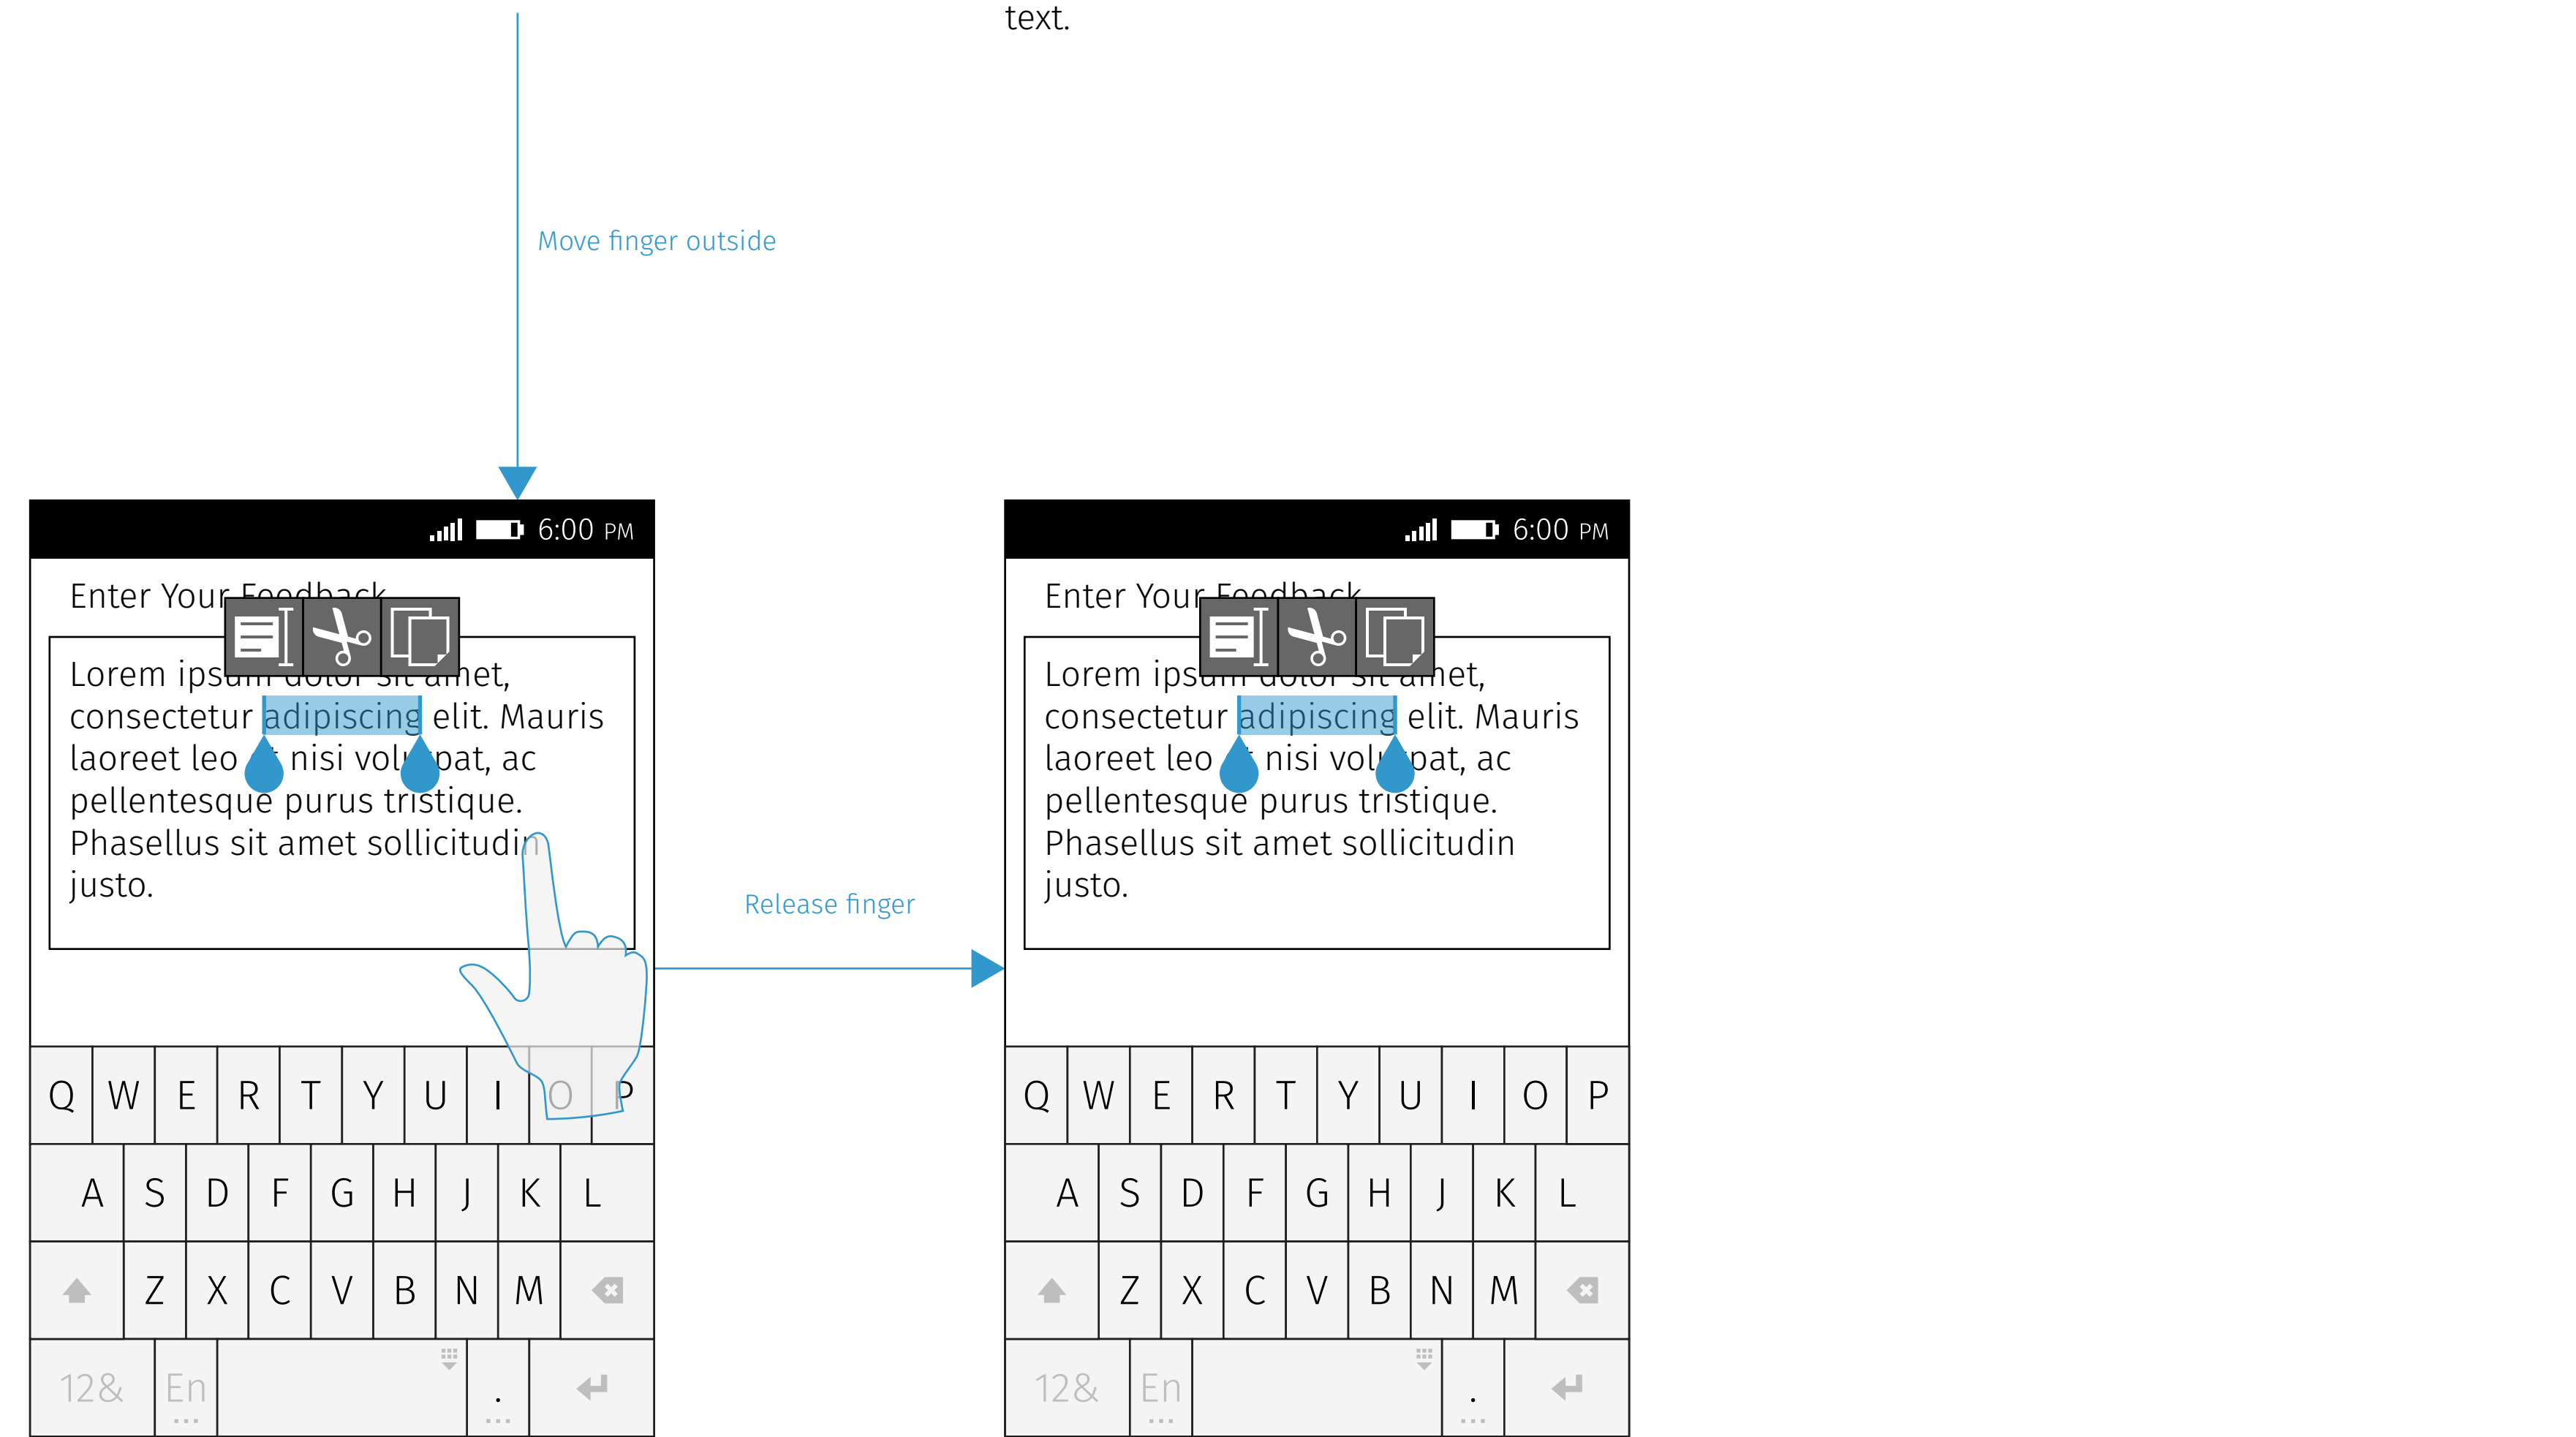 text.
Move finger outside
6:00 PM
Enter Your Feedback
Lorem ipsum dolor sit amet,
consectetur adipiscing elit. Mauris
laoreet leo nisi volutpat, ac
pellentesque purus tristique.
Phasellus sit amet sollicitudin
justo.
Q W E R T Y U I O P
A S D F G H J K L
Z X C V B N M
12& En .
Release finger
6:00 PM
Enter Your Feedback
Lorem ipsum dolor sit amet,
consectetur adipiscing elit. Mauris
laoreet leo nisi volutpat, ac
pellentesque purus tristique.
Phasellus sit amet sollicitudin
justo.
Q W E R T Y U I O P
A S D F G H J K L
Z X C V B N M
12& En .